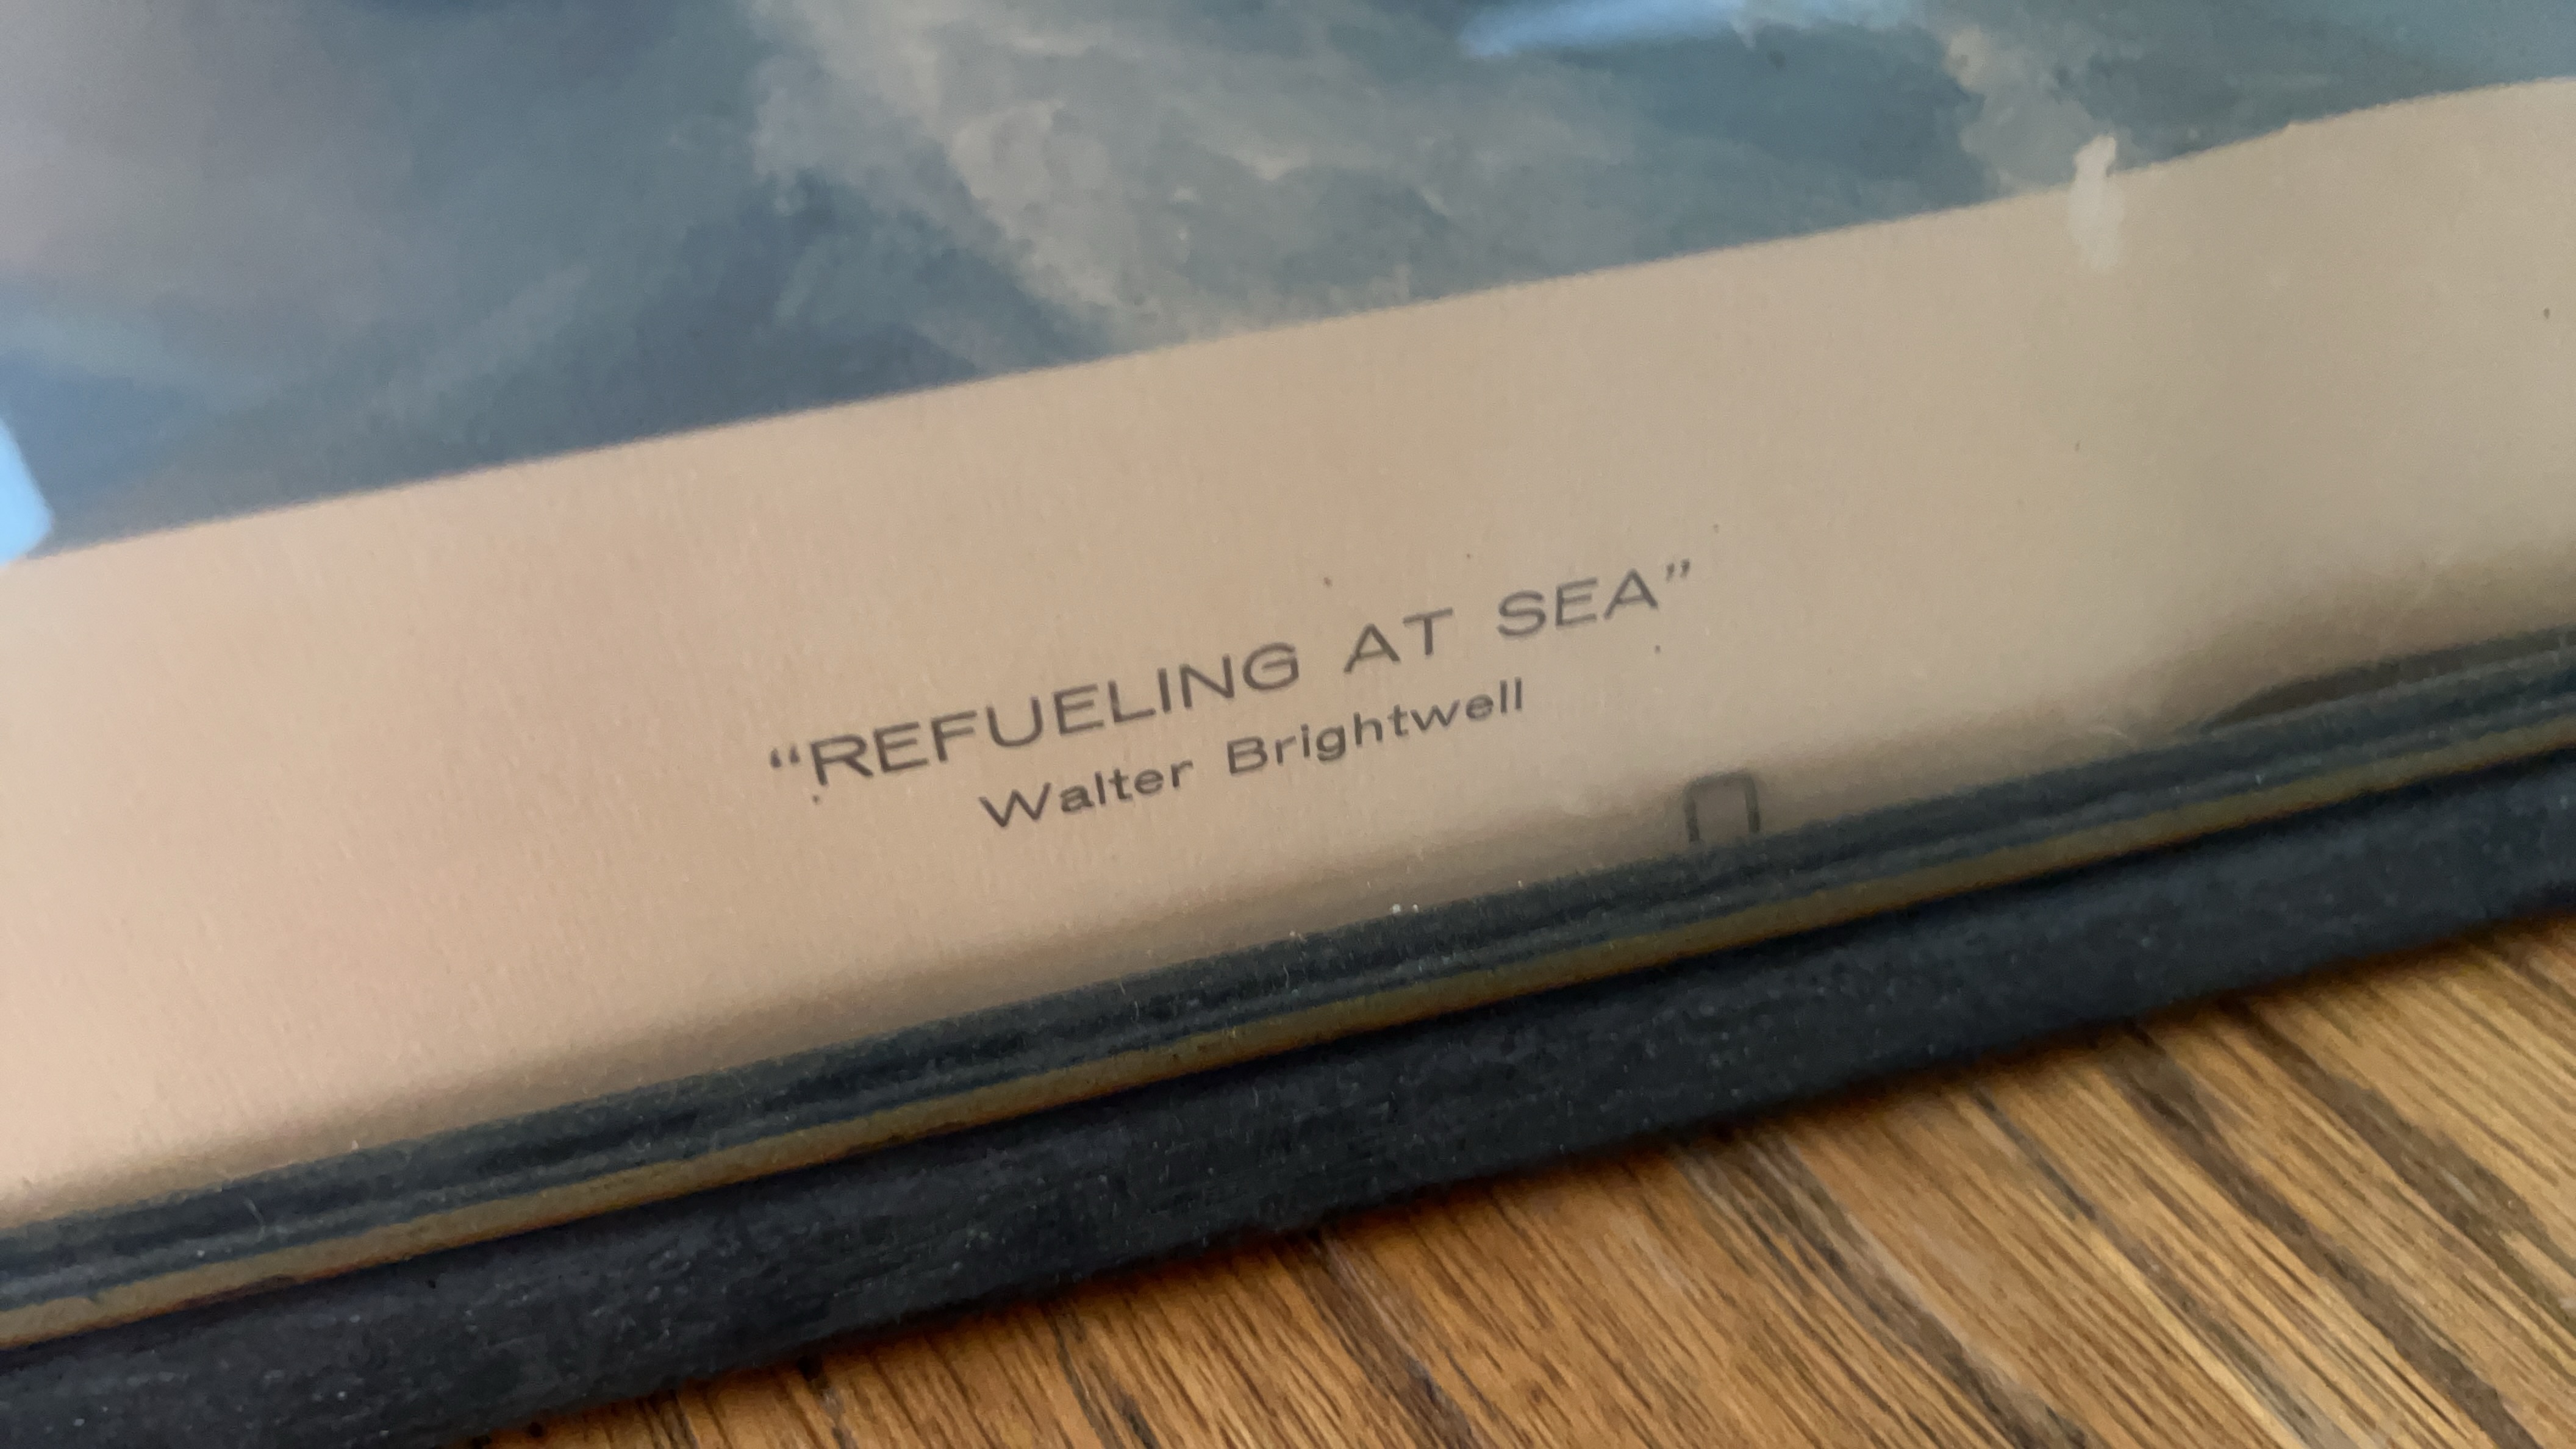 “REFUELING AT SEA”
Walter Brightwell